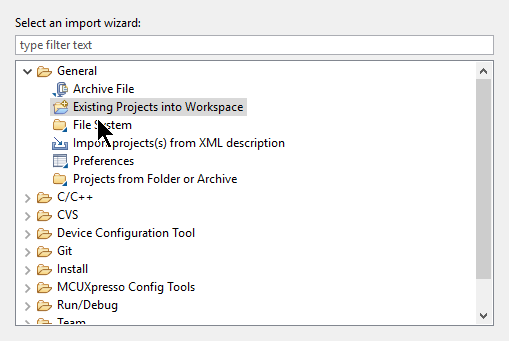 Select an import wizard:
type filter text
General
Archive File
Existing Projects into Workspace
File System
Import projects(s) from XML description
Preferences
Projects from Folder or Archive
C/C++
CVS
Device Configuration Tool
Git
Install
MCUXpresso Config Tools
Run/Debug
Team